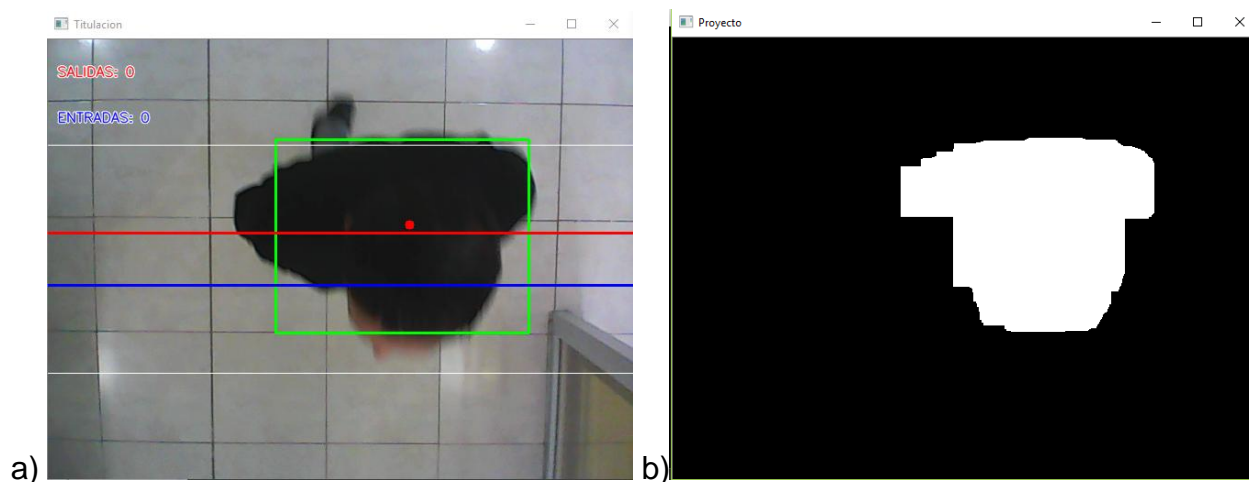 Titulacion
SALIDAS: 0
ENTRADAS: 0
a)
Proyecto
b)